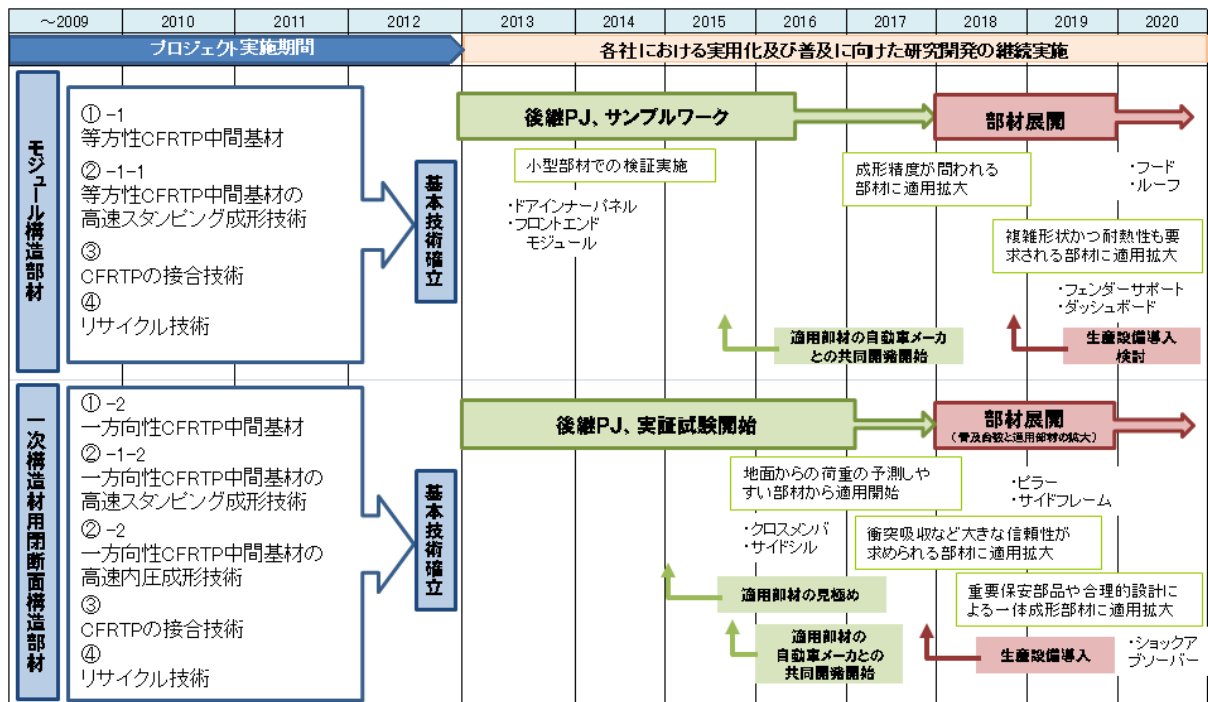 ～2009
2010
2011
2012
2013
2014
2015
2016
2017
2018
2019
2020
プロジェクト実施期間
各社における実用化及び普及に向けた研究開発の継続実施
モジュール構造部材
①-1
等方性CFRTP中間基材
②-1-1
等方性CFRTP中間基材の
高速スタンピング成形技術
③
CFRTPの接合技術
④
リサイクル技術
基本技術確立
後継PJ、サンプルワーク
部材展開
小型部材での検証実施
・ドアインナーパネル
・フロントエンド
モジュール
成形精度が問われる
部材に適用拡大
・フード
・ルーフ
複雑形状かつ耐熱性も要
求される部材に適用拡大
・フェンダーサポート
・ダッシュボード
適用部材の自動車メーカ
との共同開発開始
生産設備導入
検討
一次構造材用閉断面構造部材
①-2
一方向性CFRTP中間基材
②-1-2
一方向性CFRTP中間基材の
高速スタンピング成形技術
②-2
一方向性CFRTP中間基材の
高速内圧成形技術
③
CFRTPの接合技術
④
リサイクル技術
基本技術確立
後継PJ、実証試験開始
部材展開
（普及台数と適用部材の拡大）
地面からの荷重の予測しや
すい部材から適用開始
・クロスメンバ
・サイドシル
・ピラー
・サイドフレーム
衝突吸収など大きな信頼性が
求められる部材に適用拡大
適用部材の見極め
重要保安部品や合理的設計に
よる一体成形部材に適用拡大
適用部材の
自動車メーカとの
共同開発開始
生産設備導入
・ショックア
ブソーバー